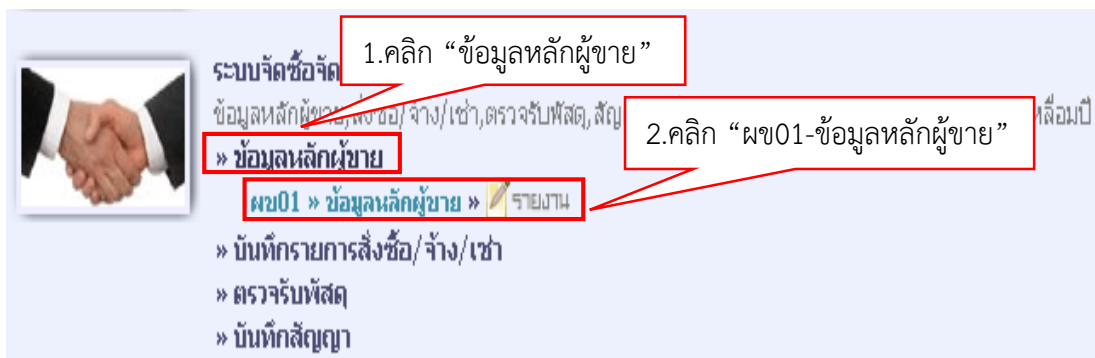 1.คลิก “ข้อมูลหลักผู้ขาย”
ระบบจัดซื้อจัด
ข้อมูลหลักผู้ขาย,สั่งซื้อ/จ้าง/เช่า,ตรวจรับพัสดุ,สัญ
หลื่อมปี
2.คลิก “ผข01-ข้อมูลหลักผู้ขาย”
» ข้อมูลหลักผู้ขาย
ผข01 » ข้อมูลหลักผู้ขาย » รายงาน
» บันทึกรายการสั่งซื้อ/จ้าง/เช่า
» ตรวจรับพัสดุ
» บันทึกสัญญา